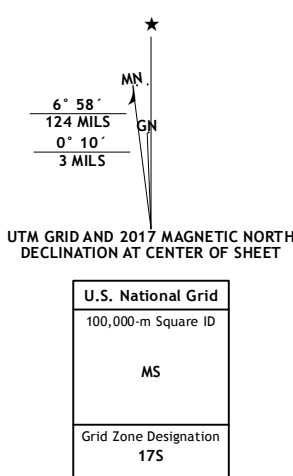 ★
MN
6° 58´
124 MILS
GN
0° 10´
3 MILS
UTM GRID AND 2017 MAGNETIC NORTH
DECLINATION AT CENTER OF SHEET
U.S. National Grid
100,000-m Square ID
MS
Grid Zone Designation
17S